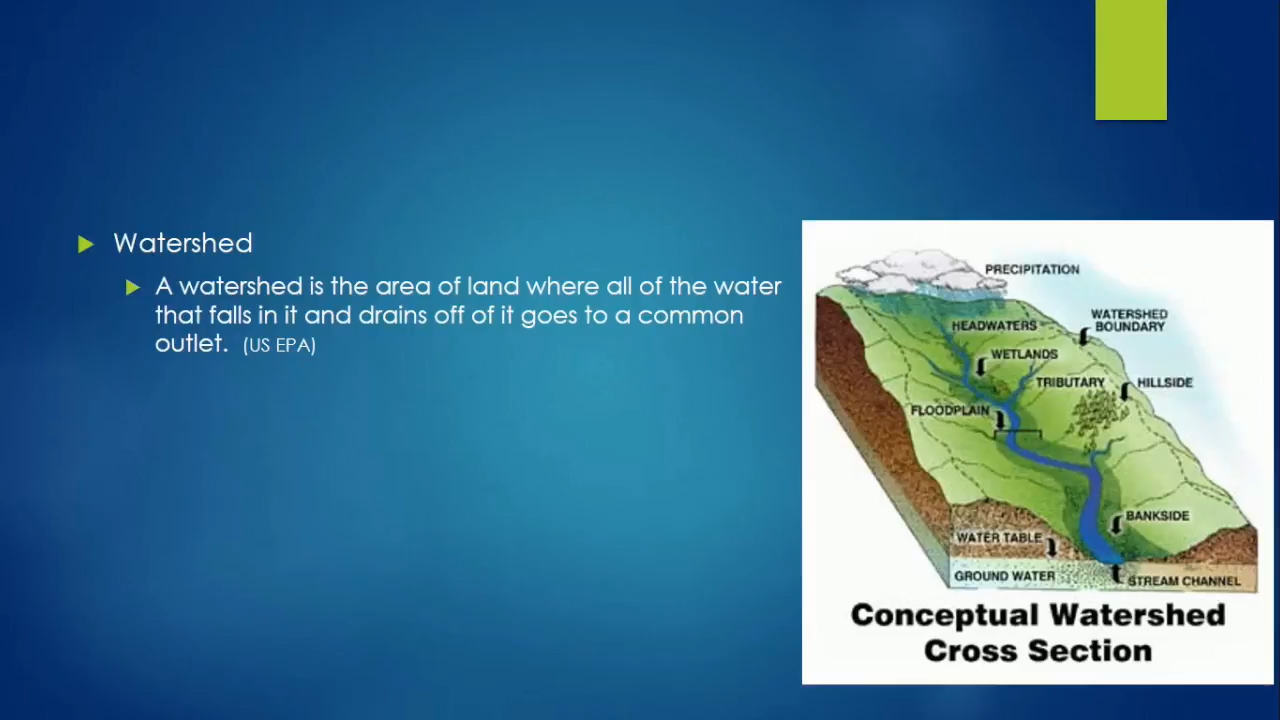 Watershed
A watershed is the area of land where all of the water
that falls in it and drains off of it goes to a common
outlet. (US EPA)
PRECIPITATION
WATERSHED
BOUNDARY
HEADWATERS
WETLANDS
TRIBUTARY
HILLSIDE
FLOODPLAIN
BANKSIDE
WATER TABLE
GROUND WATER
STREAM CHANNEL
Conceptual Watershed
Cross Section